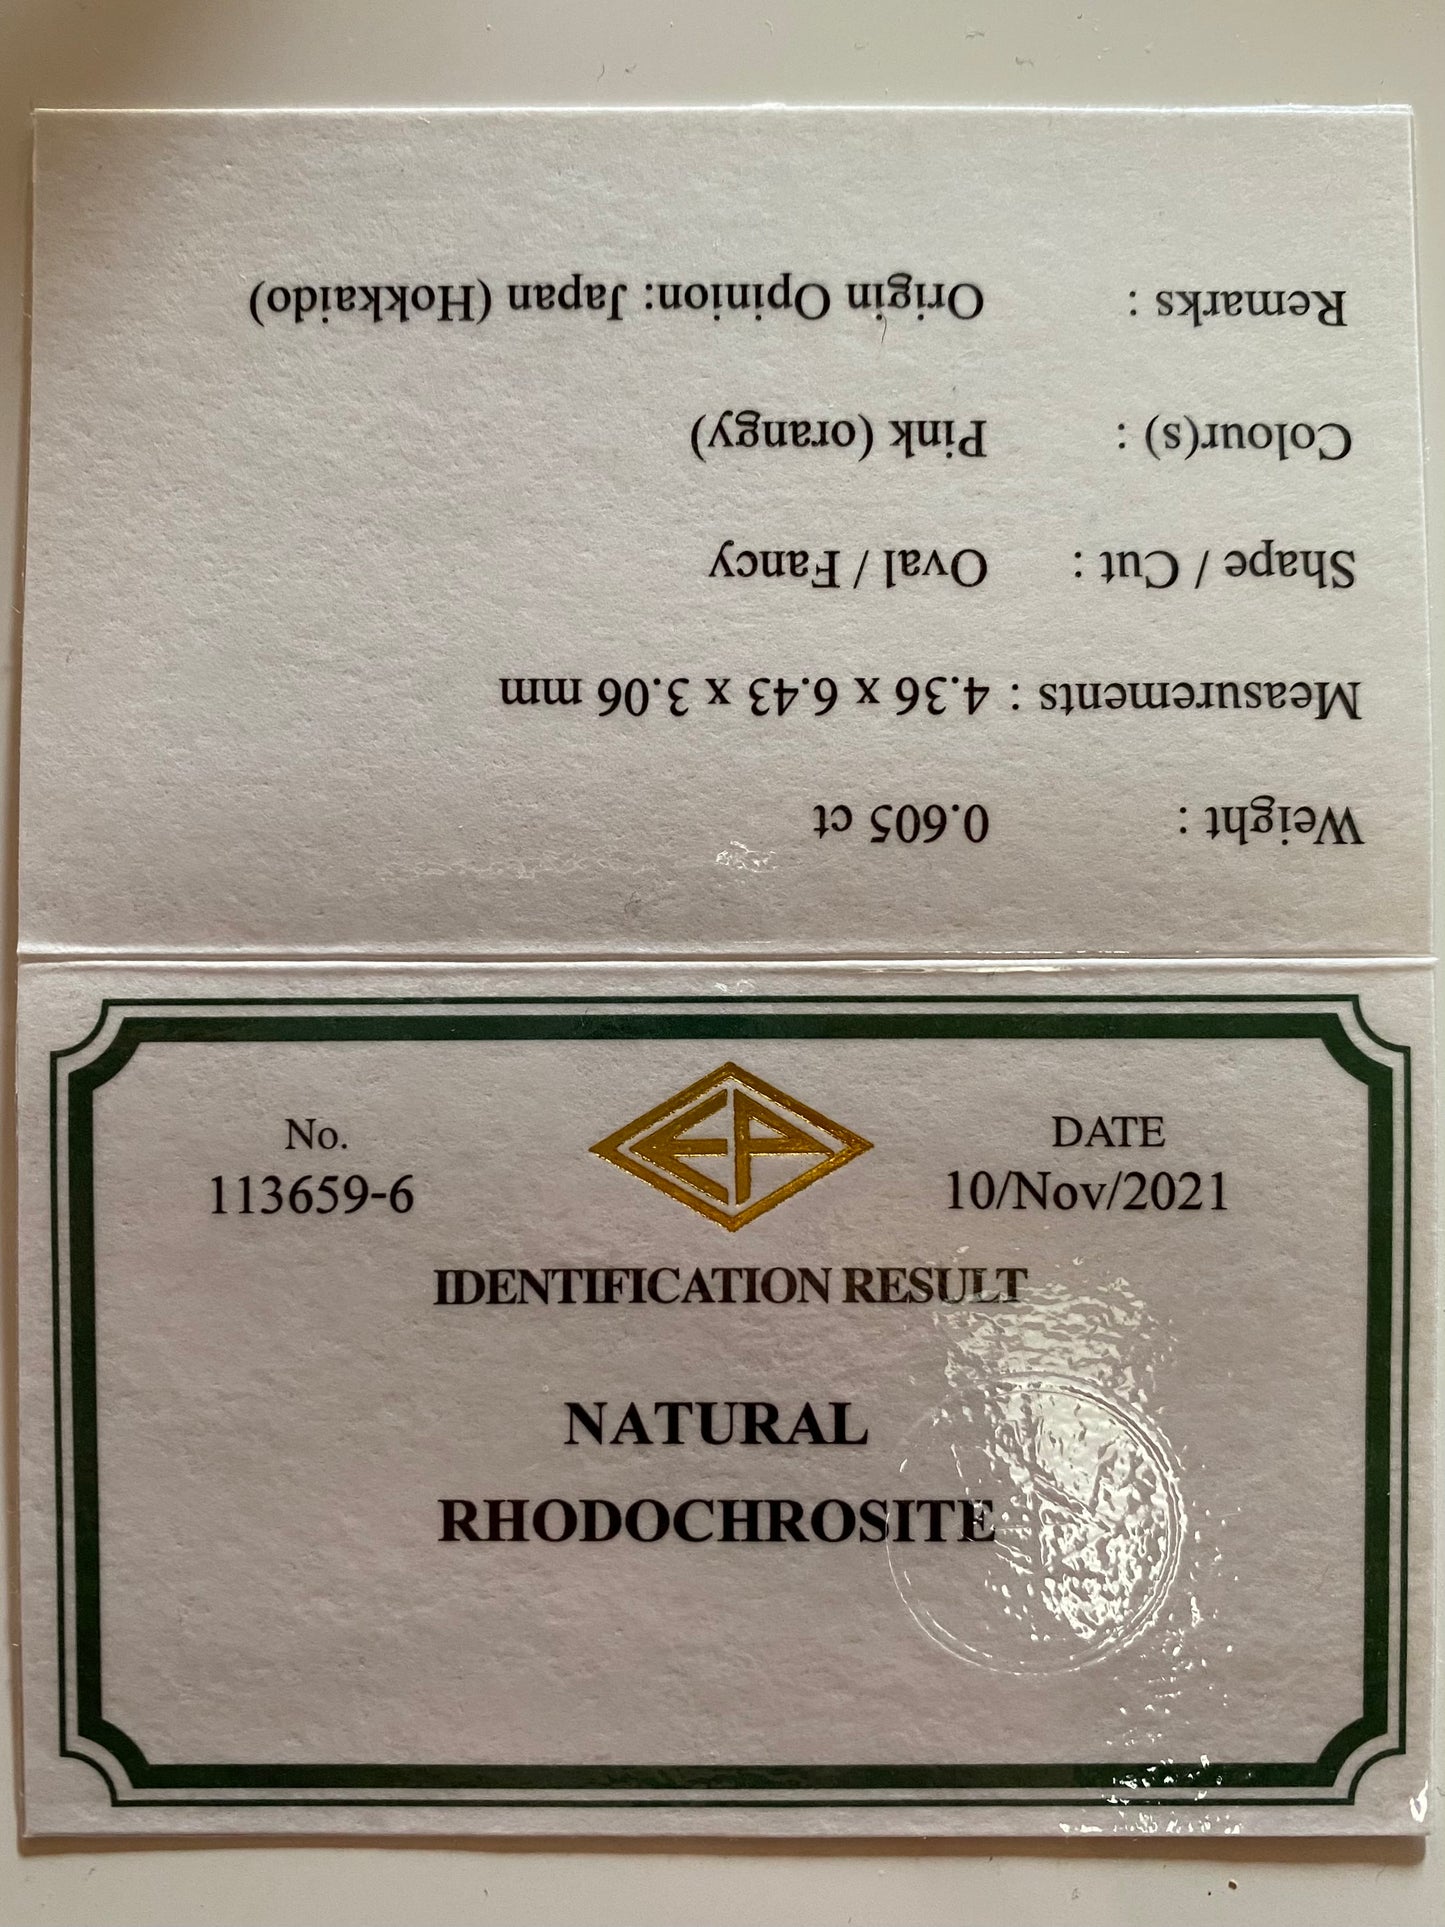 No.
113659-6
EP
DATE
10/Nov/2021
IDENTIFICATION RESULT
NATURAL
RHODOCHROSITE
Weight : 0.605 ct
Measurements : 4.36 x 6.43 x 3.06 mm
Shape / Cut : Oval / Fancy
Colour(s) : Pink (orangy)
Remarks : Origin Opinion: Japan (Hokkaido)